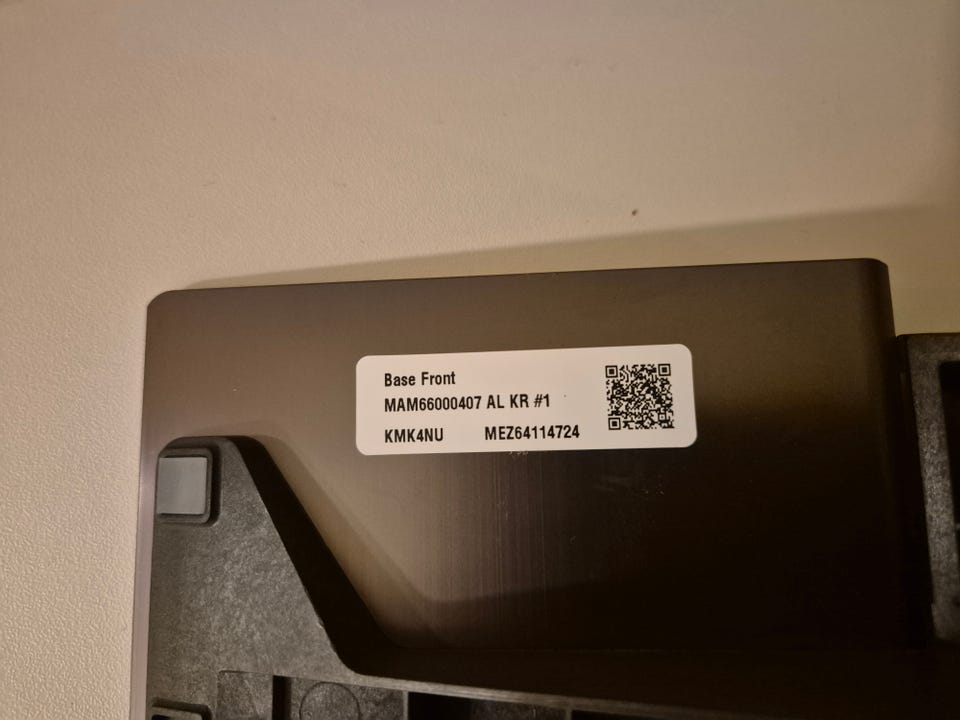 Base Front
MAM66000407 AL KR #1
KMK4NU MEZ64114724